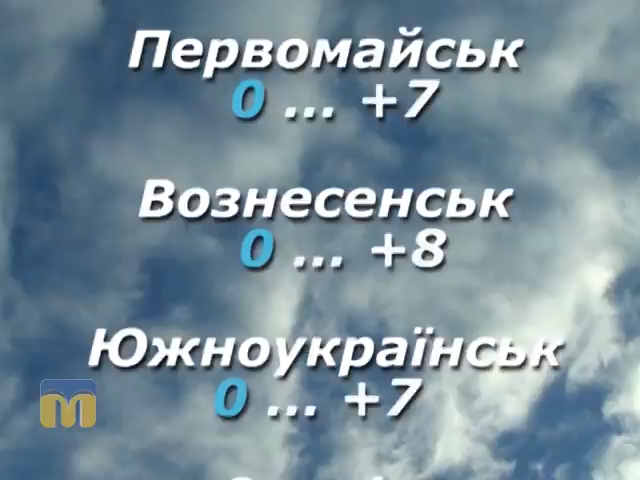 Первомайськ
0 ... +7
Вознесенськ
0 ... +8
Южноукраїнськ
0 ... +7